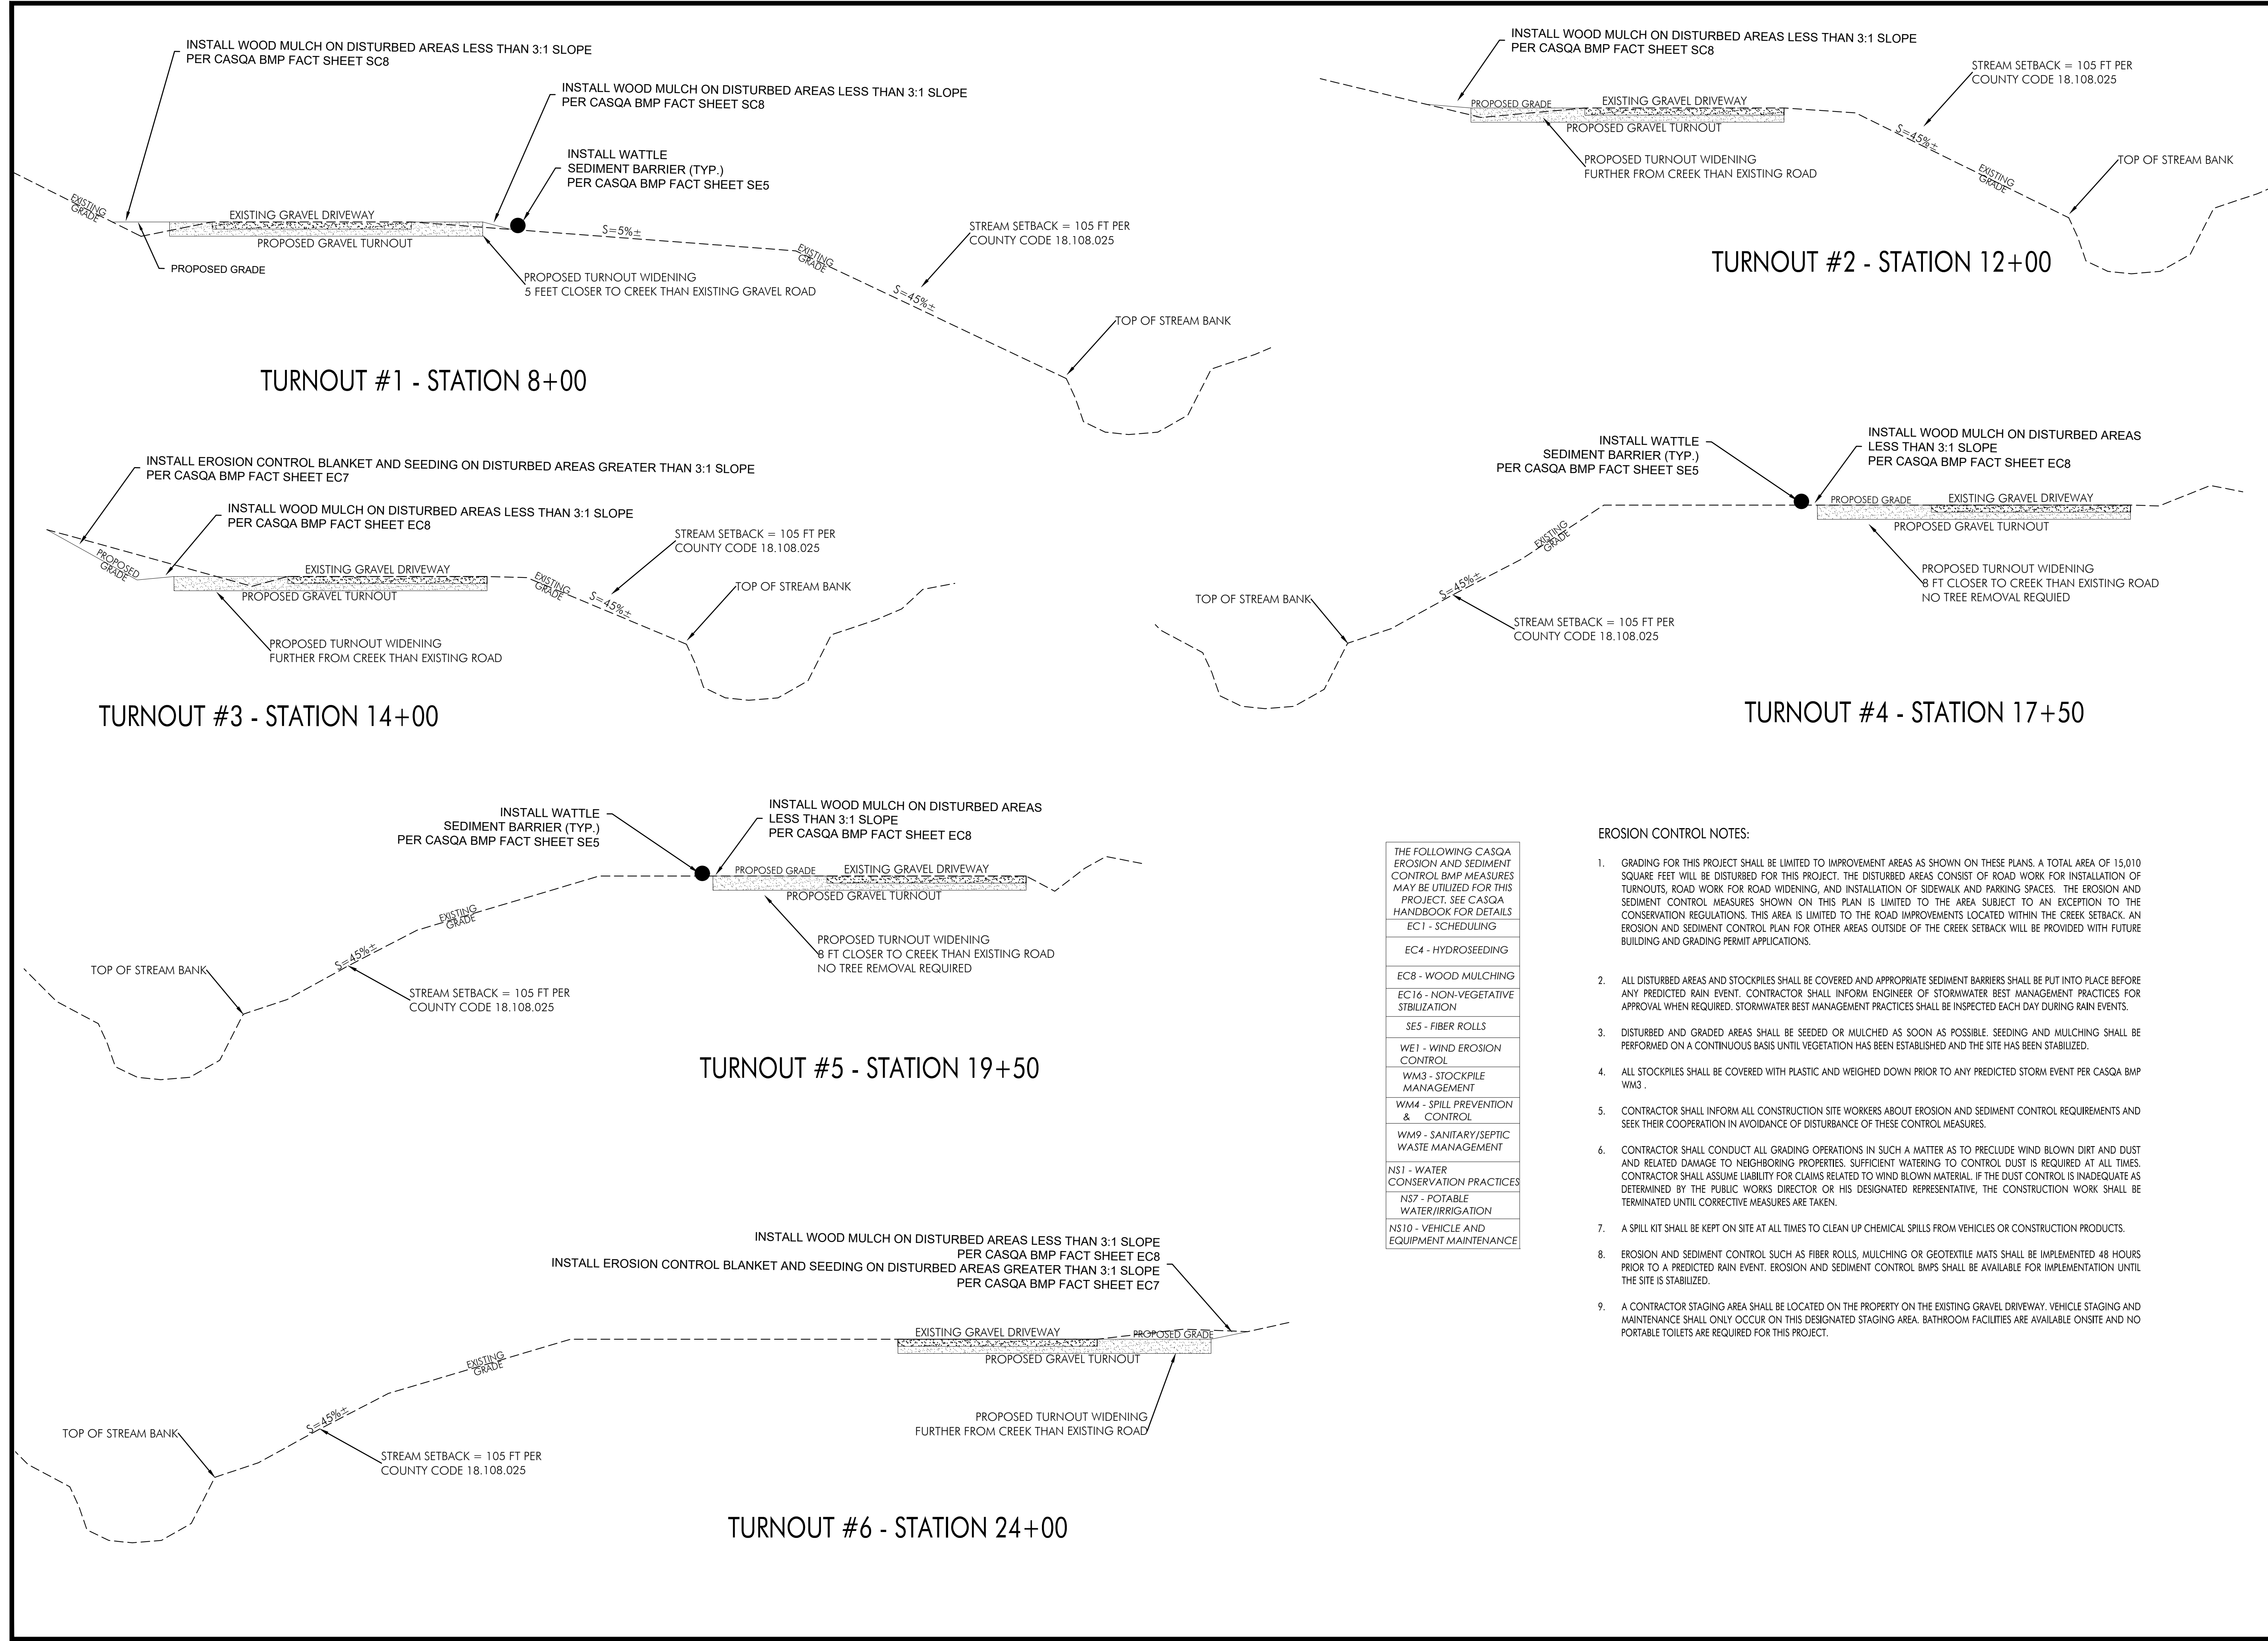 INSTALL WOOD MULCH ON DISTURBED AREAS LESS THAN 3:1 SLOPE
PER CASQA BMP FACT SHEET SC8
INSTALL WOOD MULCH ON DISTURBED AREAS LESS THAN 3:1 SLOPE
PER CASQA BMP FACT SHEET SC8
INSTALL WATTLE
SEDIMENT BARRIER (TYP.)
PER CASQA BMP FACT SHEET SE5
EXISTING
GRADE
EXISTING GRAVEL DRIVEWAY
PROPOSED GRAVEL TURNOUT
PROPOSED GRADE
S=5%±
EXISTING
GRADE
STREAM SETBACK = 105 FT PER
COUNTY CODE 18.108.025
PROPOSED TURNOUT WIDENING
5 FEET CLOSER TO CREEK THAN EXISTING GRAVEL ROAD
S=45%±
TOP OF STREAM BANK
TURNOUT #1 - STATION 8+00
INSTALL WOOD MULCH ON DISTURBED AREAS LESS THAN 3:1 SLOPE
PER CASQA BMP FACT SHEET SC8
STREAM SETBACK = 105 FT PER
COUNTY CODE 18.108.025
PROPOSED GRADE
EXISTING GRAVEL DRIVEWAY
PROPOSED GRAVEL TURNOUT
S=45%±
PROPOSED TURNOUT WIDENING
FURTHER FROM CREEK THAN EXISTING ROAD
EXISTING
GRADE
TOP OF STREAM BANK
TURNOUT #2 - STATION 12+00
INSTALL EROSION CONTROL BLANKET AND SEEDING ON DISTURBED AREAS GREATER THAN 3:1 SLOPE
PER CASQA BMP FACT SHEET EC7
INSTALL WOOD MULCH ON DISTURBED AREAS LESS THAN 3:1 SLOPE
PER CASQA BMP FACT SHEET EC8
STREAM SETBACK = 105 FT PER
COUNTY CODE 18.108.025
PROPOSED
GRADE
EXISTING GRAVEL DRIVEWAY
PROPOSED GRAVEL TURNOUT
EXISTING
GRADE
S=45%±
TOP OF STREAM BANK
PROPOSED TURNOUT WIDENING
FURTHER FROM CREEK THAN EXISTING ROAD
TURNOUT #3 - STATION 14+00
INSTALL WATTLE
SEDIMENT BARRIER (TYP.)
PER CASQA BMP FACT SHEET SE5
INSTALL WOOD MULCH ON DISTURBED AREAS
LESS THAN 3:1 SLOPE
PER CASQA BMP FACT SHEET EC8
PROPOSED GRADE
EXISTING GRAVEL DRIVEWAY
PROPOSED GRAVEL TURNOUT
EXISTING
GRADE
S=45%±
PROPOSED TURNOUT WIDENING
8 FT CLOSER TO CREEK THAN EXISTING ROAD
NO TREE REMOVAL REQUIED
TOP OF STREAM BANK
STREAM SETBACK = 105 FT PER
COUNTY CODE 18.108.025
TURNOUT #4 - STATION 17+50
INSTALL WATTLE
SEDIMENT BARRIER (TYP.)
PER CASQA BMP FACT SHEET SE5
INSTALL WOOD MULCH ON DISTURBED AREAS
LESS THAN 3:1 SLOPE
PER CASQA BMP FACT SHEET EC8
PROPOSED GRADE
EXISTING GRAVEL DRIVEWAY
PROPOSED GRAVEL TURNOUT
EXISTING
GRADE
S=45%±
PROPOSED TURNOUT WIDENING
8 FT CLOSER TO CREEK THAN EXISTING ROAD
NO TREE REMOVAL REQUIRED
TOP OF STREAM BANK
STREAM SETBACK = 105 FT PER
COUNTY CODE 18.108.025
TURNOUT #5 - STATION 19+50
INSTALL WOOD MULCH ON DISTURBED AREAS LESS THAN 3:1 SLOPE
PER CASQA BMP FACT SHEET EC8
INSTALL EROSION CONTROL BLANKET AND SEEDING ON DISTURBED AREAS GREATER THAN 3:1 SLOPE
PER CASQA BMP FACT SHEET EC7
EXISTING GRAVEL DRIVEWAY
PROPOSED GRADE
PROPOSED GRAVEL TURNOUT
EXISTING
GRADE
S=45%±
PROPOSED TURNOUT WIDENING
FURTHER FROM CREEK THAN EXISTING ROAD
TOP OF STREAM BANK
STREAM SETBACK = 105 FT PER
COUNTY CODE 18.108.025
TURNOUT #6 - STATION 24+00
THE FOLLOWING CASQA
EROSION AND SEDIMENT
CONTROL BMP MEASURES
MAY BE UTILIZED FOR THIS
PROJECT. SEE CASQA
HANDBOOK FOR DETAILS
EC1 - SCHEDULING
EC4 - HYDROSEEDING
EC8 - WOOD MULCHING
EC16 - NON-VEGETATIVE
STBILIZATION
SE5 - FIBER ROLLS
WE1 - WIND EROSION
CONTROL
WM3 - STOCKPILE
MANAGEMENT
WM4 - SPILL PREVENTION
& CONTROL
WM9 - SANITARY/SEPTIC
WASTE MANAGEMENT
NS1 - WATER
CONSERVATION PRACTICES
NS7 - POTABLE
WATER/IRRIGATION
NS10 - VEHICLE AND
EQUIPMENT MAINTENANCE
EROSION CONTROL NOTES:
1. GRADING FOR THIS PROJECT SHALL BE LIMITED TO IMPROVEMENT AREAS AS SHOWN ON THESE PLANS. A TOTAL AREA OF 15,010
SQUARE FEET WILL BE DISTURBED FOR THIS PROJECT. THE DISTURBED AREAS CONSIST OF ROAD WORK FOR INSTALLATION OF
TURNOUTS, ROAD WORK FOR ROAD WIDENING, AND INSTALLATION OF SIDEWALK AND PARKING SPACES. THE EROSION AND
SEDIMENT CONTROL MEASURES SHOWN ON THIS PLAN IS LIMITED TO THE AREA SUBJECT TO AN EXCEPTION TO THE
CONSERVATION REGULATIONS. THIS AREA IS LIMITED TO THE ROAD IMPROVEMENTS LOCATED WITHIN THE CREEK SETBACK. AN
EROSION AND SEDIMENT CONTROL PLAN FOR OTHER AREAS OUTSIDE OF THE CREEK SETBACK WILL BE PROVIDED WITH FUTURE
BUILDING AND GRADING PERMIT APPLICATIONS.
2. ALL DISTURBED AREAS AND STOCKPILES SHALL BE COVERED AND APPROPRIATE SEDIMENT BARRIERS SHALL BE PUT INTO PLACE BEFORE
ANY PREDICTED RAIN EVENT. CONTRACTOR SHALL INFORM ENGINEER OF STORMWATER BEST MANAGEMENT PRACTICES FOR
APPROVAL WHEN REQUIRED. STORMWATER BEST MANAGEMENT PRACTICES SHALL BE INSPECTED EACH DAY DURING RAIN EVENTS.
3. DISTURBED AND GRADED AREAS SHALL BE SEEDED OR MULCHED AS SOON AS POSSIBLE. SEEDING AND MULCHING SHALL BE
PERFORMED ON A CONTINUOUS BASIS UNTIL VEGETATION HAS BEEN ESTABLISHED AND THE SITE HAS BEEN STABILIZED.
4. ALL STOCKPILES SHALL BE COVERED WITH PLASTIC AND WEIGHED DOWN PRIOR TO ANY PREDICTED STORM EVENT PER CASQA BMP
WM3 .
5. CONTRACTOR SHALL INFORM ALL CONSTRUCTION SITE WORKERS ABOUT EROSION AND SEDIMENT CONTROL REQUIREMENTS AND
SEEK THEIR COOPERATION IN AVOIDANCE OF DISTURBANCE OF THESE CONTROL MEASURES.
6. CONTRACTOR SHALL CONDUCT ALL GRADING OPERATIONS IN SUCH A MATTER AS TO PRECLUDE WIND BLOWN DIRT AND DUST
AND RELATED DAMAGE TO NEIGHBORING PROPERTIES. SUFFICIENT WATERING TO CONTROL DUST IS REQUIRED AT ALL TIMES.
CONTRACTOR SHALL ASSUME LIABILITY FOR CLAIMS RELATED TO WIND BLOWN MATERIAL. IF THE DUST CONTROL IS INADEQUATE AS
DETERMINED BY THE PUBLIC WORKS DIRECTOR OR HIS DESIGNATED REPRESENTATIVE, THE CONSTRUCTION WORK SHALL BE
TERMINATED UNTIL CORRECTIVE MEASURES ARE TAKEN.
7. A SPILL KIT SHALL BE KEPT ON SITE AT ALL TIMES TO CLEAN UP CHEMICAL SPILLS FROM VEHICLES OR CONSTRUCTION PRODUCTS.
8. EROSION AND SEDIMENT CONTROL SUCH AS FIBER ROLLS, MULCHING OR GEOTEXTILE MATS SHALL BE IMPLEMENTED 48 HOURS
PRIOR TO A PREDICTED RAIN EVENT. EROSION AND SEDIMENT CONTROL BMPS SHALL BE AVAILABLE FOR IMPLEMENTATION UNTIL
THE SITE IS STABILIZED.
9. A CONTRACTOR STAGING AREA SHALL BE LOCATED ON THE PROPERTY ON THE EXISTING GRAVEL DRIVEWAY. VEHICLE STAGING AND
MAINTENANCE SHALL ONLY OCCUR ON THIS DESIGNATED STAGING AREA. BATHROOM FACILITIES ARE AVAILABLE ONSITE AND NO
PORTABLE TOILETS ARE REQUIRED FOR THIS PROJECT.